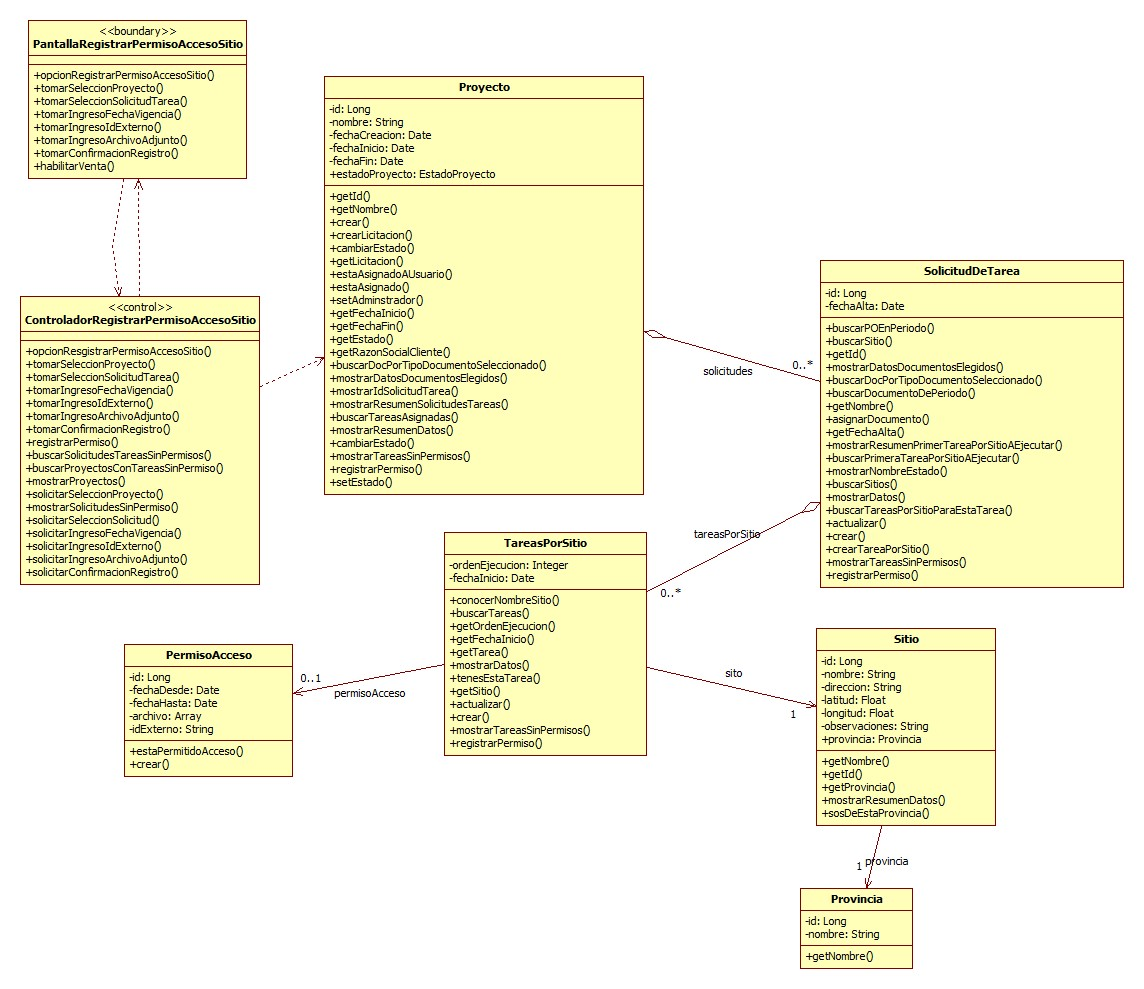 <<boundary>>
PantallaRegistrarPermisoAccesoSitio
+opcionRegistrarPermisoAccesoSitio()
+tomarSeleccionProyecto()
+tomarSeleccionSolicitudTarea()
+tomarIngresoFechaVigencia()
+tomarIngresoIdExterno()
+tomarIngresoArchivoAdjunto()
+tomarConfirmacionRegistro()
+habilitarVenta()
<<control>>
ControladorRegistrarPermisoAccesoSitio
+opcionResgistrarPermisoAccesoSitio()
+tomarSeleccionProyecto()
+tomarSeleccionSolicitudTarea()
+tomarIngresoFechaVigencia()
+tomarIngresoIdExterno()
+tomarIngresoArchivoAdjunto()
+tomarConfirmacionRegistro()
+registrarPermiso()
+buscarSolicitudesTareasSinPermisos()
+buscarProyectosConTareasSinPermiso()
+mostrarProyectos()
+solicitarSeleccionProyecto()
+mostrarSolicitudesSinPermiso()
+solicitarSeleccionSolicitud()
+solicitarIngresoFechaVigencia()
+solicitarIngresoIdExterno()
+solicitarIngresoArchivoAdjunto()
+solicitarConfirmacionRegistro()
Proyecto
-id: Long
-nombre: String
-fechaCreacion: Date
-fechaInicio: Date
-fechaFin: Date
+estadoProyecto: EstadoProyecto
+getId()
+getNombre()
+crear()
+crearLicitacion()
+cambiarEstado()
+getLicitacion()
+estaAsignadoAUsuario()
+estaAsignado()
+setAdminstrador()
+getFechaInicio()
+getFechaFin()
+getEstado()
+getRazonSocialCliente()
+buscarDocPorTipoDocumentoSeleccionado()
+mostrarDatosDocumentosElegidos()
+mostrarIdSolicitudTarea()
+mostrarResumenSolicitudesTareas()
+buscarTareasAsignadas()
+mostrarResumenDatos()
+cambiarEstado()
+mostrarTareasSinPermisos()
+registrarPermiso()
+setEstado()
solicitudes
0..*
SolicitudDeTarea
-id: Long
-fechaAlta: Date
+buscarPOEnPeriodo()
+buscarSitio()
+getId()
+mostrarDatosDocumentosElegidos()
+buscarDocPorTipoDocumentoSeleccionado()
+buscarDocumentoDePeriodo()
+getNombre()
+asignarDocumento()
+getFechaAlta()
+mostrarResumenPrimerTareaPorSitioAEjecutar()
+buscarPrimeraTareaPorSitioAEjecutar()
+mostrarNombreEstado()
+buscarSitios()
+mostrarDatos()
+buscarTareasPorSitioParaEstaTarea()
+actualizar()
+crear()
+crearTareaPorSitio()
+mostrarTareasSinPermisos()
+registrarPermiso()
tareasPorSitio
0..*
TareasPorSitio
-ordenEjecucion: Integer
-fechaInicio: Date
+conocerNombreSitio()
+buscarTareas()
+getOrdenEjecucion()
+getFechaInicio()
+getTarea()
+mostrarDatos()
+tenesEstaTarea()
+getSitio()
+actualizar()
+crear()
+mostrarTareasSinPermisos()
+registrarPermiso()
PermisoAcceso
-id: Long
-fechaDesde: Date
-fechaHasta: Date
-archivo: Array
-idExterno: String
+estaPermitidoAcceso()
+crear()
0..1
permisoAcceso
sito
1
Sitio
-id: Long
-nombre: String
-direccion: String
-latitud: Float
-longitud: Float
-observaciones: String
+provincia: Provincia
+getNombre()
+getId()
+getProvincia()
+mostrarResumenDatos()
+sosDeEstaProvincia()
1
provincia
Provincia
-id: Long
-nombre: String
+getNombre()